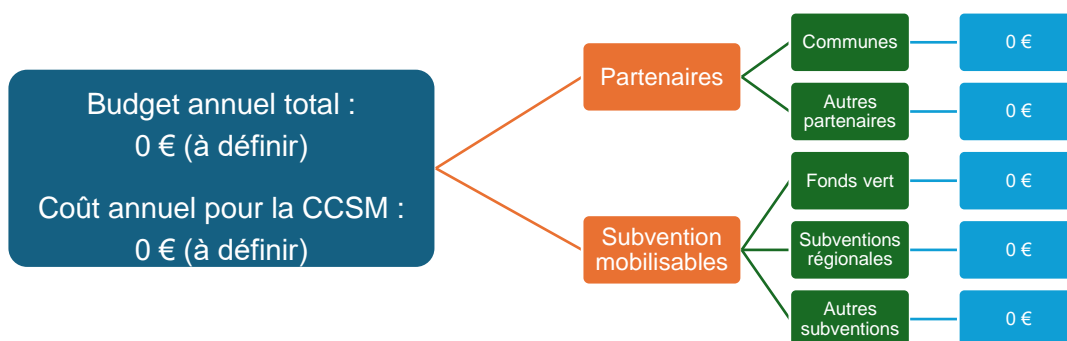 Budget annuel total :
0 € (à définir)
Coût annuel pour la CCSM :
0 € (à définir)
Partenaires
Communes
0 €
Autres
partenaires
0 €
Subvention
mobilisables
Fonds vert
0 €
Subventions
régionales
0 €
Autres
subventions
0 €